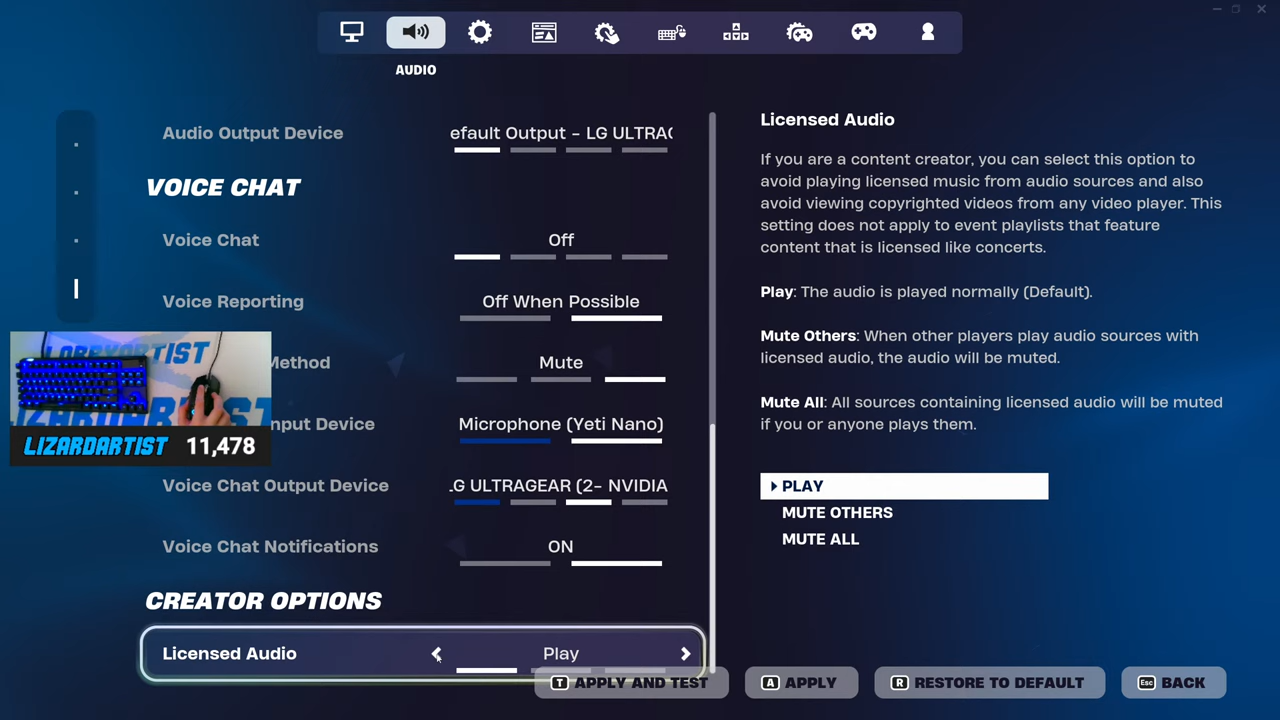 AUDIO
Audio Output Device
efault Output - LG ULTRAG
VOICE CHAT
Voice Chat
Off
Voice Reporting
Off When Possible
Method
Mute
nput Device
Microphone (Yeti Nano)
Voice Chat Output Device
LG ULTRAGEAR (2- NVIDIA
Voice Chat Notifications
ON
CREATOR OPTIONS
Licensed Audio
Play
LIZARDARTIST 11,478
Licensed Audio
If you are a content creator, you can select this option to
avoid playing licensed music from audio sources and also
avoid viewing copyrighted videos from any video player. This
setting does not apply to event playlists that feature
content that is licensed like concerts.
Play: The audio is played normally (Default).
Mute Others: When other players play audio sources with
licensed audio, the audio will be muted.
Mute All: All sources containing licensed audio will be muted
if you or anyone plays them.
PLAY
MUTE OTHERS
MUTE ALL
T APPLY AND TEST
A APPLY
R RESTORE TO DEFAULT
Esc BACK